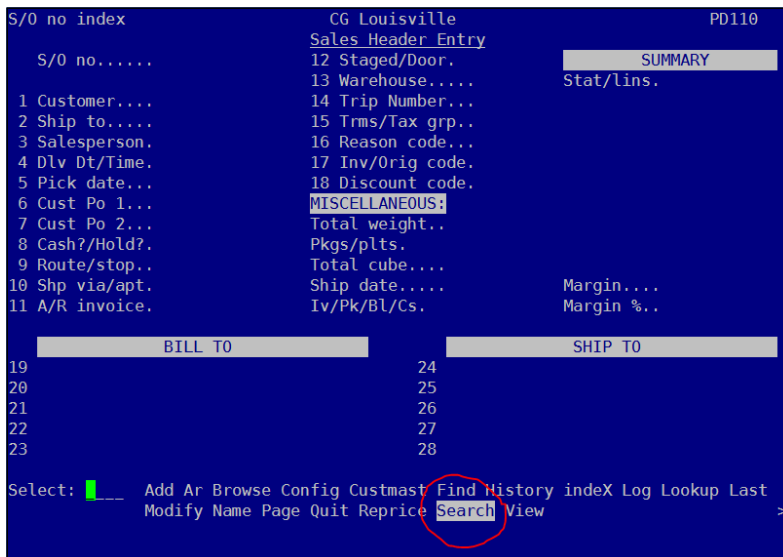 S/O no index CG Louisville PD110
Sales Header Entry
S/O no...... 12 Staged/Door. SUMMARY
13 Warehouse..... Stat/lins.
1 Customer.... 14 Trip Number...
2 Ship to..... 15 Trms/Tax grp..
3 Salesperson. 16 Reason code...
4 Dlv Dt/Time. 17 Inv/Orig code.
5 Pick date... 18 Discount code.
6 Cust Po 1... MISCELLANEOUS:
7 Cust Po 2... Total weight..
8 Cash?/Hold?. Pkgs/plts.
9 Route/stop.. Total cube....
10 Shp via/apt. Ship date..... Margin....
11 A/R invoice. Iv/Pk/Bl/Cs. Margin %..
BILL TO SHIP TO
19 24
20 25
21 26
22 27
23 28
Select: ___ Add Ar Browse Config Custmast Find History indeX Log Lookup Last
Modify Name Page Quit Reprice Search View >